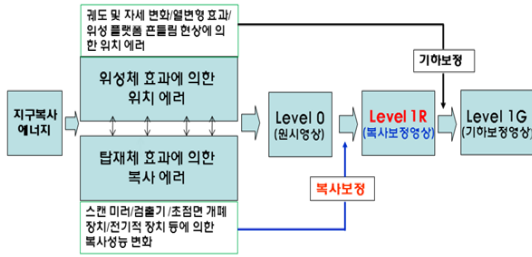 궤도 및 자세 변화/열변형 효과/
위성 플랫폼 흔들림 현상에 의
한 위치 에러
위성체 효과에 의한
위치 에러
지구복사
에너지
탑재체 효과에 의한
복사 에러
스캔 미러/검출기 /초점면 개폐
장치/전기적 장치 등에 의한
복사성능 변화
Level 0
(원시영상)
복사보정
Level 1R
(복사보정영상)
기하보정
Level 1G
(기하보정영상)